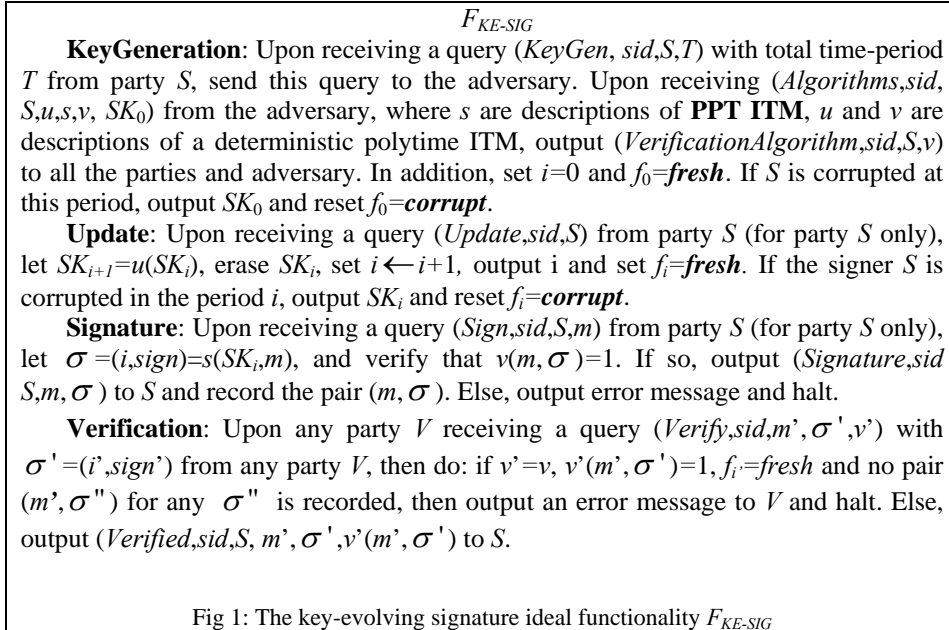 F_KE-SIG
KeyGeneration: Upon receiving a query (KeyGen, sid,S,T) with total time-period
T from party S, send this query to the adversary. Upon receiving (Algorithms,sid,
S,u,s,v, SK₀) from the adversary, where s are descriptions of PPT ITM, u and v are
descriptions of a deterministic polytime ITM, output (VerificationAlgorithm,sid,S,v)
to all the parties and adversary. In addition, set i=0 and f₀=fresh. If S is corrupted at
this period, output SK₀ and reset f₀=corrupt.
Update: Upon receiving a query (Update,sid,S) from party S (for party S only),
let SKᵢ₊₁=u(SKᵢ), erase SKᵢ, set i←i+1, output i and set fᵢ=fresh. If the signer S is
corrupted in the period i, output SKᵢ and reset fᵢ=corrupt.
Signature: Upon receiving a query (Sign,sid,S,m) from party S (for party S only),
let σ =(i,sign)=s(SKᵢ,m), and verify that v(m,σ)=1. If so, output (Signature,sid
S,m,σ) to S and record the pair (m,σ). Else, output error message and halt.
Verification: Upon any party V receiving a query (Verify,sid,m’,σ',v’) with
σ'=(i’,sign’) from any party V, then do: if v’=v, v’(m’,σ')=1, fᵢ’=fresh and no pair
(m’,σ") for any σ" is recorded, then output an error message to V and halt. Else,
output (Verified,sid,S, m’,σ',v’(m’,σ') to S.
Fig 1: The key-evolving signature ideal functionality F_KE-SIG